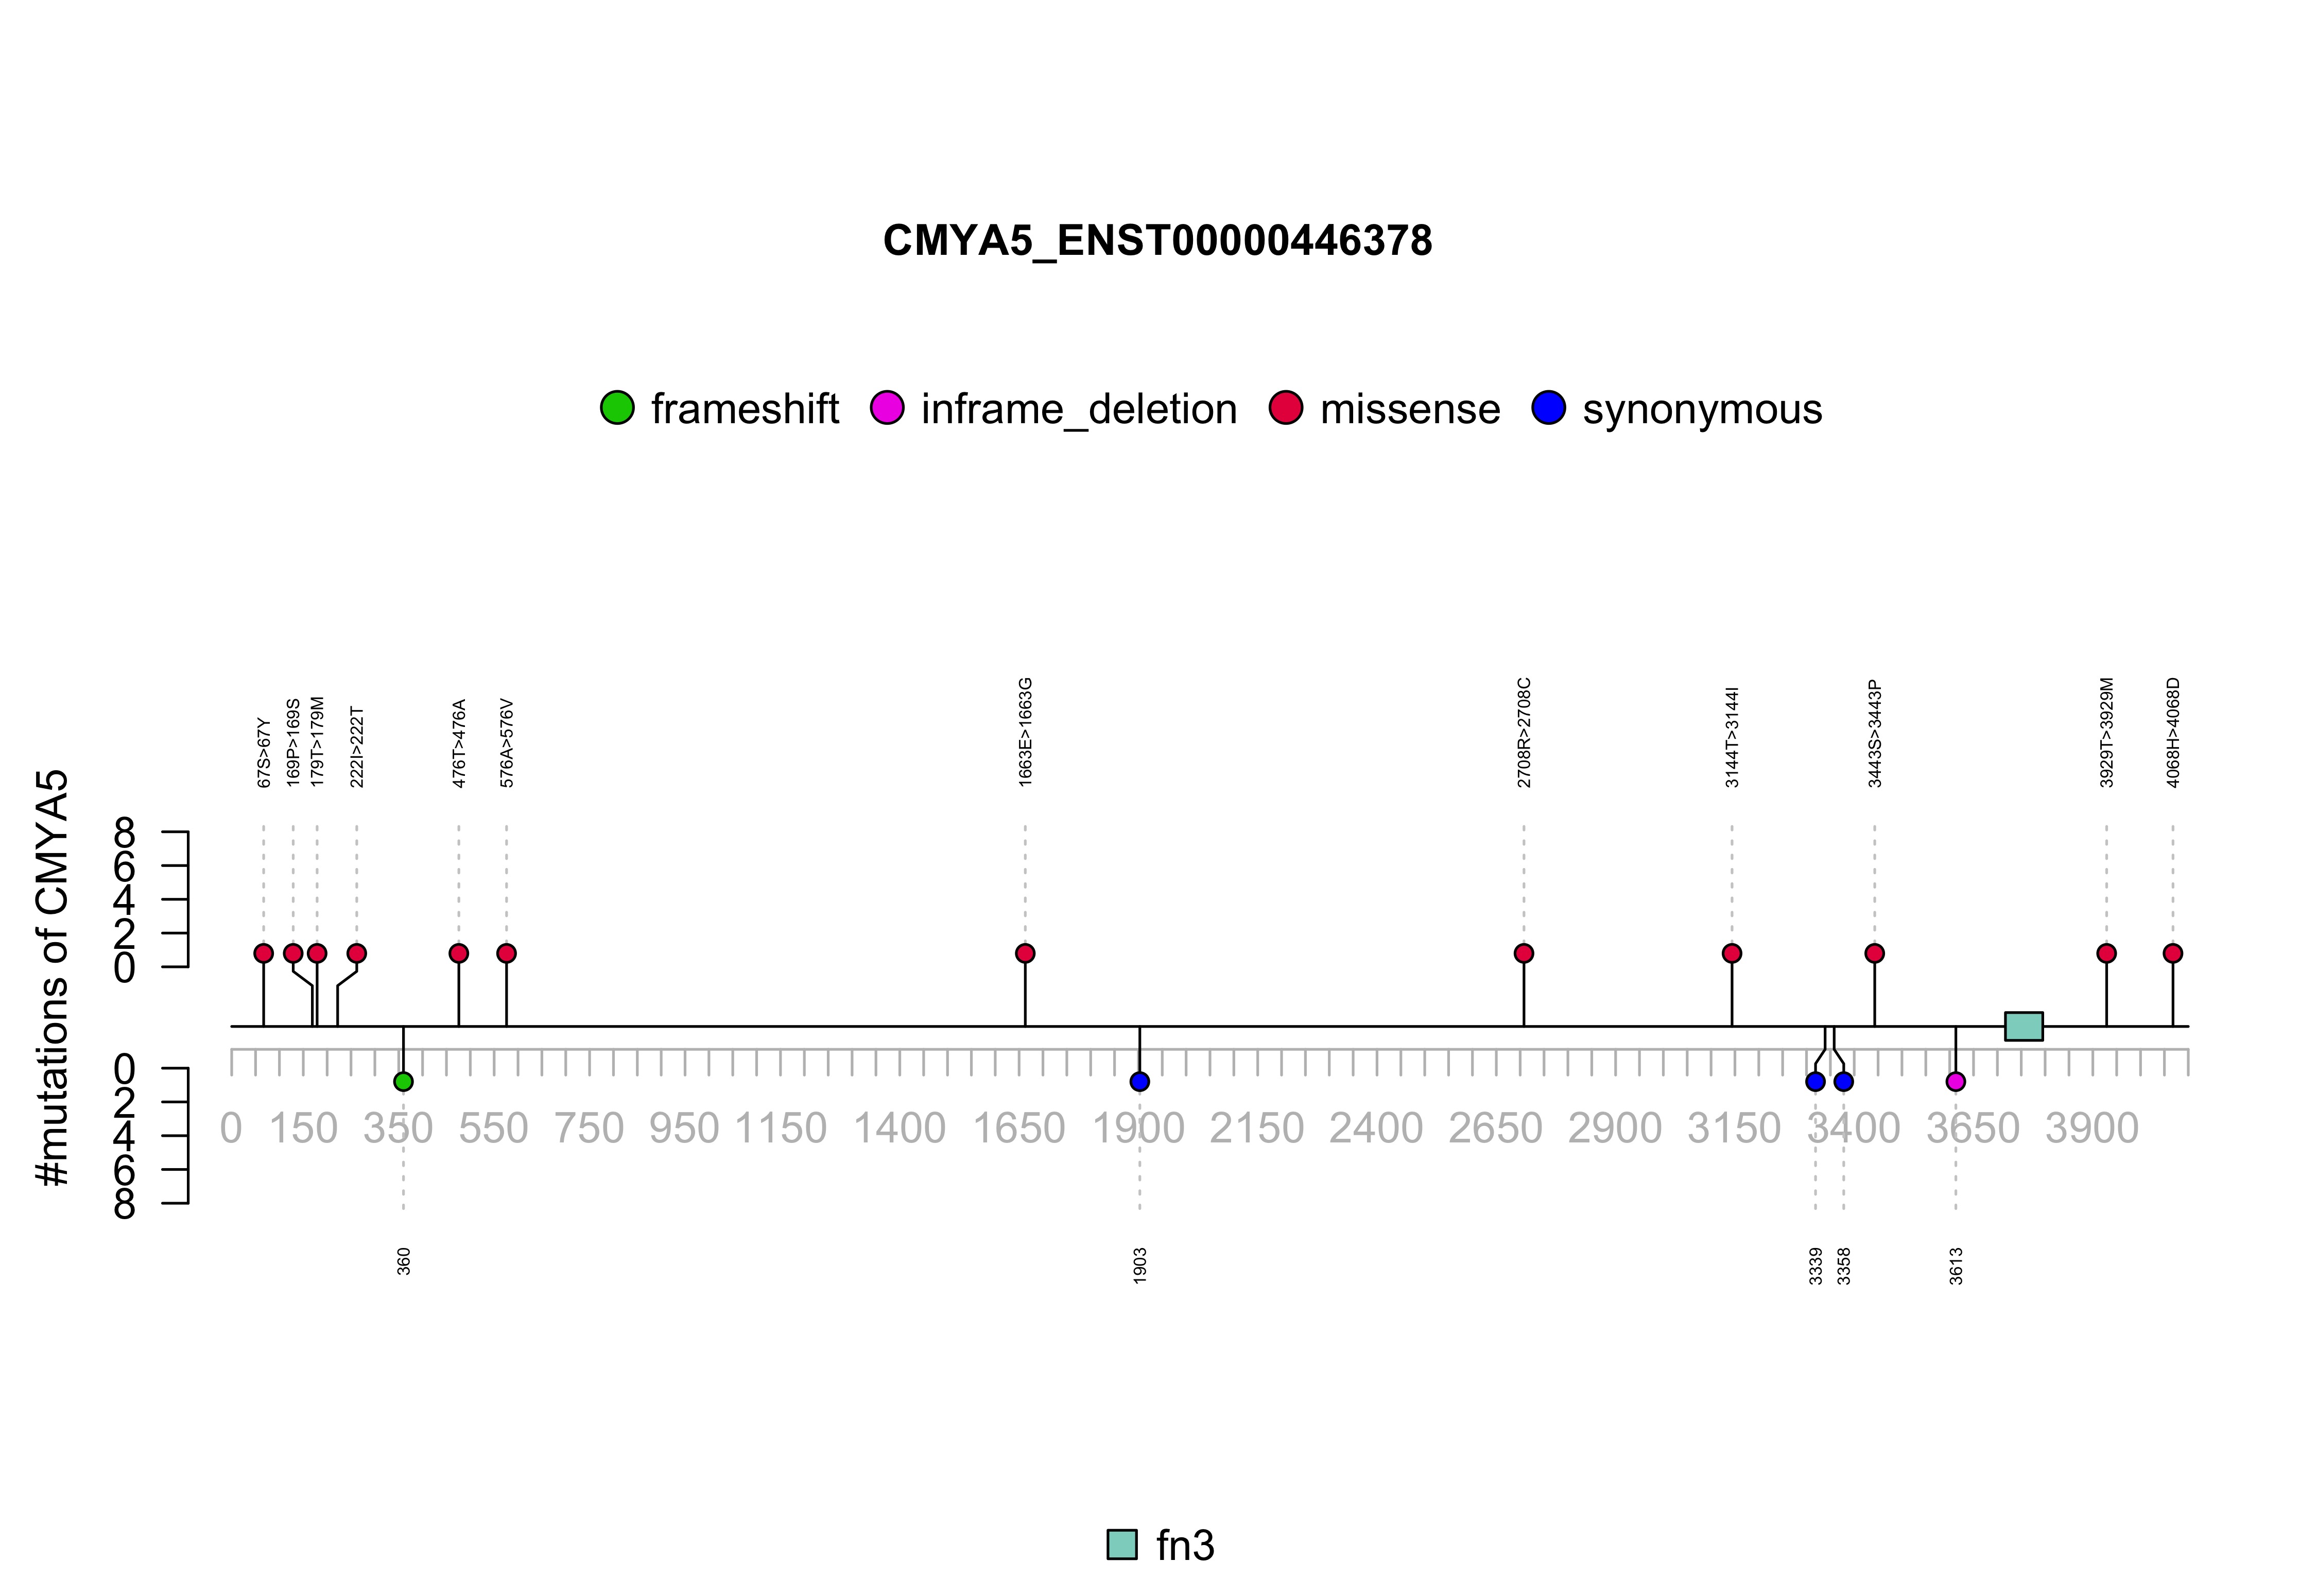 CMYA5_ENST00000446378
frameshift inframe_deletion missense synonymous
67S>67Y
169P>169S
179T>179M
222I>222T
476T>476A
576A>576V
1663E>1663G
2708R>2708C
3144T>3144I
3443S>3443P
3929T>3929M
4068H>4068D
#mutations of CMYA5
8
6
4
2
0
0
2
4
6
8
0 150 350 550 750 950 1150 1400 1650 1900 2150 2400 2650 2900 3150 3400 3650 3900
360
1903
3339
3358
3613
fn3